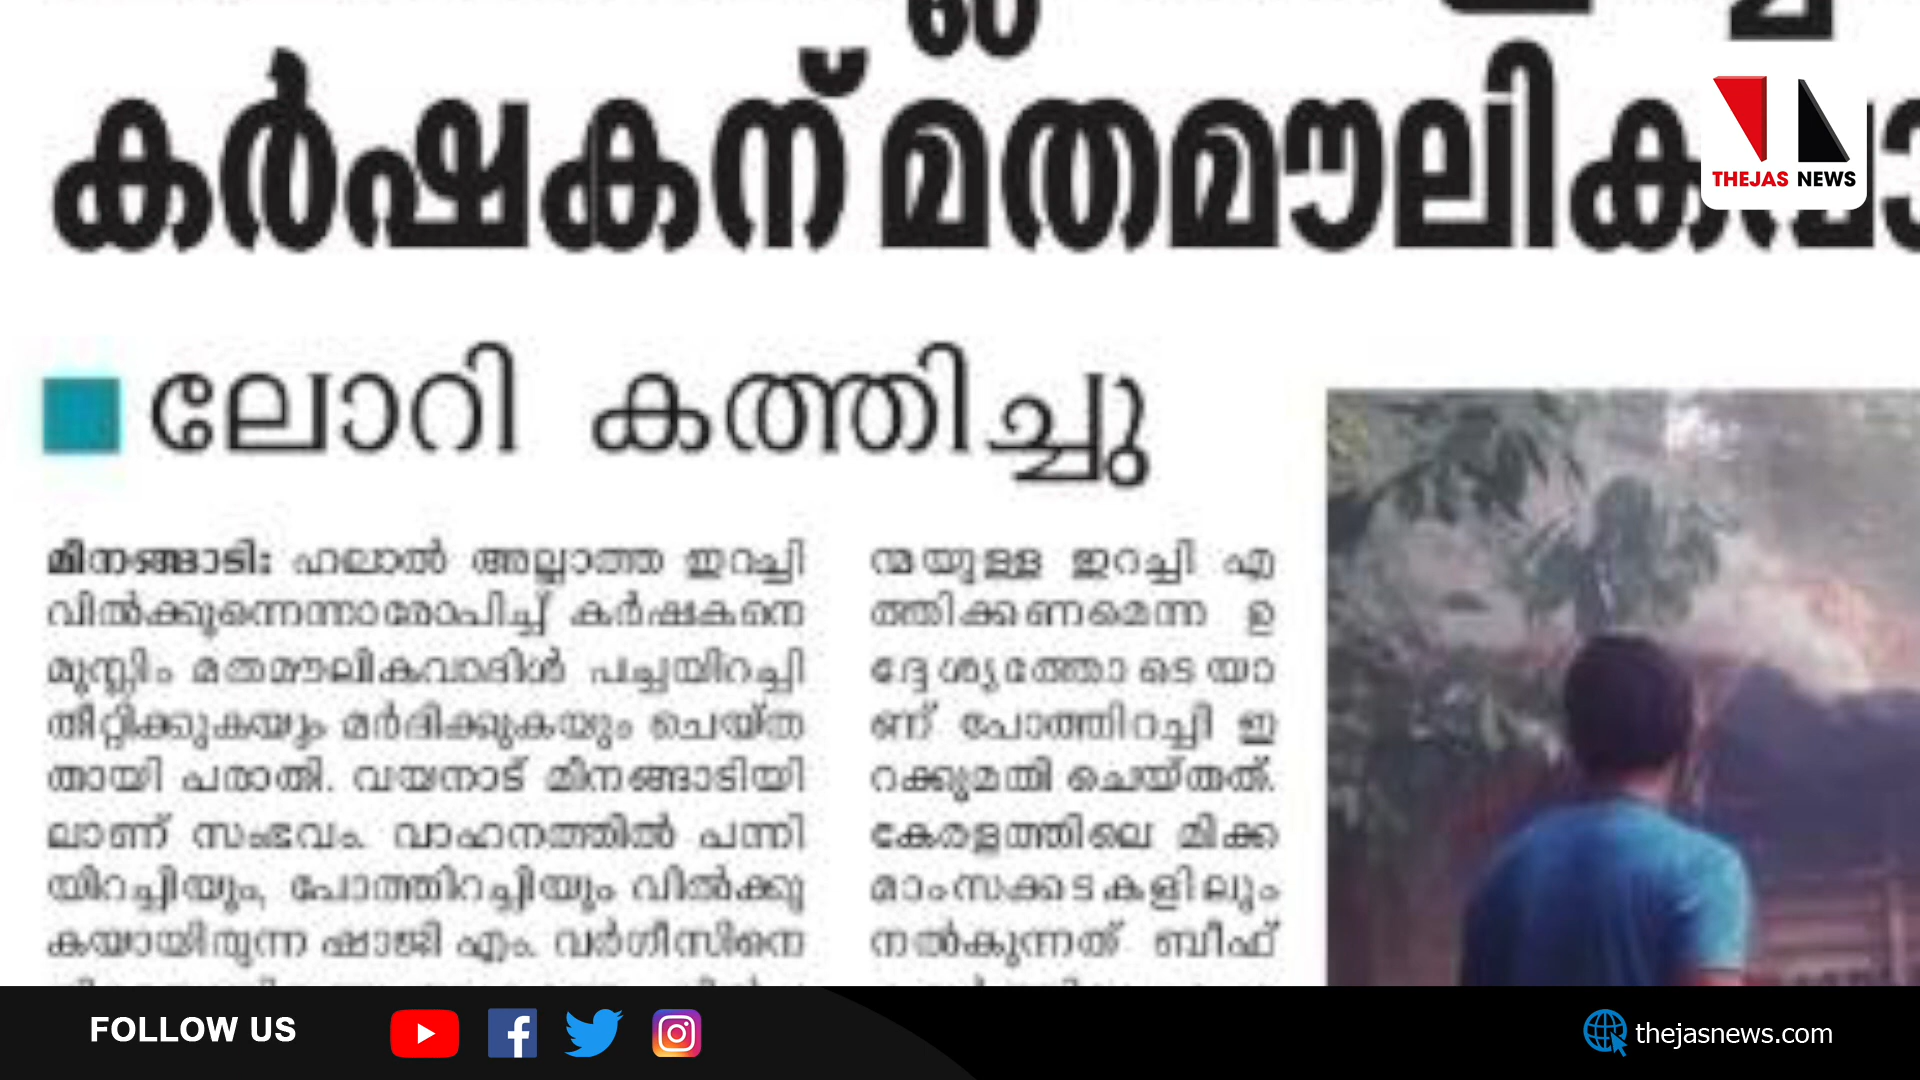 കർഷകന് മതമൗലികവാ
THEJAS NEWS
ലോറി കത്തിച്ചു
മീനങ്ങാടി: ഹലാൽ അല്ലാത്ത ഇറച്ചി
വിൽക്കുന്നെന്നാരോപിച്ച് കർഷകനെ
മുസ്ലിം മതമൗലികവാദിൾ പച്ചയിറച്ചി
തീറ്റിക്കുകയും മർദിക്കുകയും ചെയ്ത
തായി പരാതി. വയനാട് മീനങ്ങാടിയി
ലാണ് സംഭവം. വാഹനത്തിൽ പന്നി
യിറച്ചിയും, പോത്തിറച്ചിയും വിൽക്കു
കയായിരുന്ന ഷാജി എം. വർഗീസിനെ
ന്മയുള്ള ഇറച്ചി എ
ത്തിക്കണമെന്ന ഉ
ദ്ദേശ്യത്തോടെയാ
ണ് പോത്തിറച്ചി ഇ
റക്കുമതി ചെയ്തത്.
കേരളത്തിലെ മിക്ക
മാംസക്കടകളിലും
നൽകുന്നത് ബീഫ്
FOLLOW US
thejasnews.com